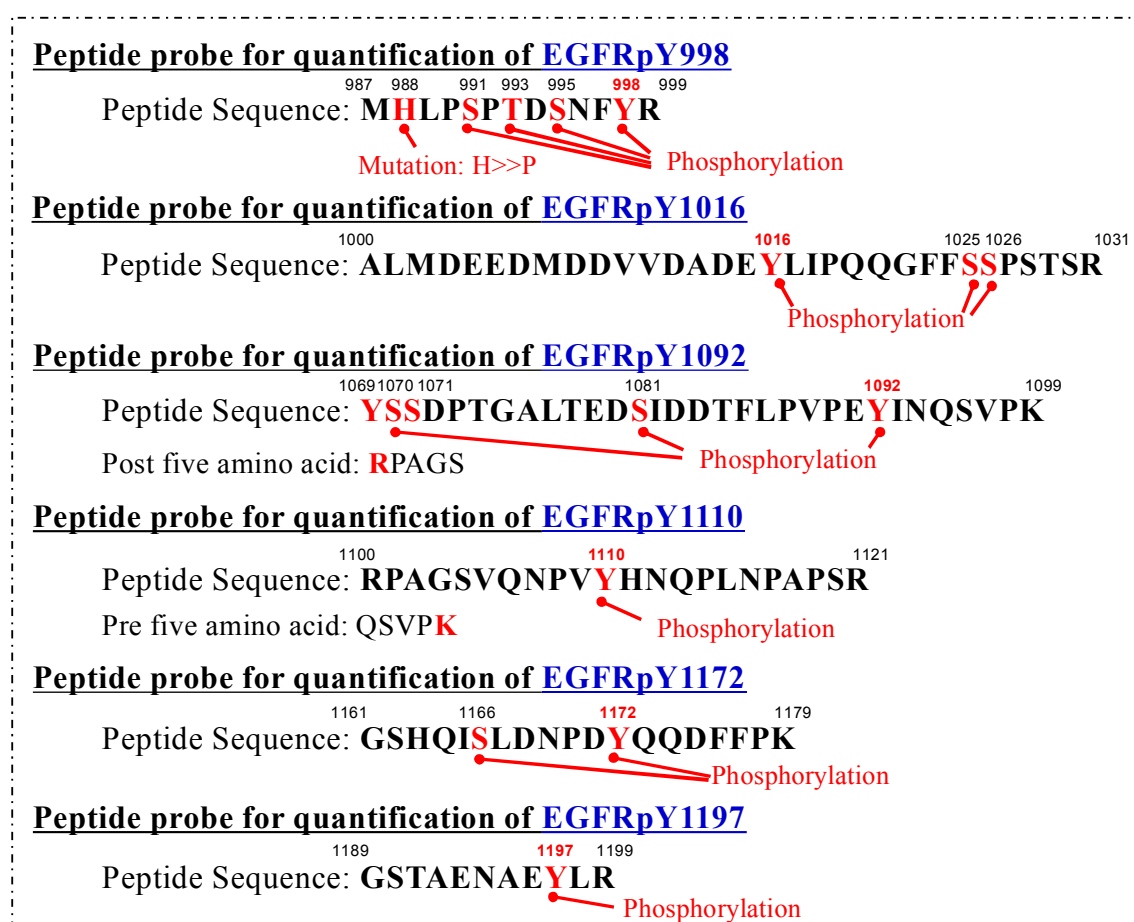 Peptide probe for quantification of EGFRpY998
987 988 991 993 995 998 999
Peptide Sequence: MHLPSPTDSNFYR
Mutation: H>>P Phosphorylation
Peptide probe for quantification of EGFRpY1016
1000 1016 1025 1026 1031
Peptide Sequence: ALMDEEDMDDVVDADEYLIPQQGFFSSPSTSR
Phosphorylation
Peptide probe for quantification of EGFRpY1092
1069 1070 1071 1081 1092 1099
Peptide Sequence: YSSDPTGALTEDSIDDTFLPVPEYINQSVPK
Phosphorylation
Post five amino acid: RPAGS
Peptide probe for quantification of EGFRpY1110
1100 1110 1121
Peptide Sequence: RPAGSVQNPVYHNQPLNPAPSR
Pre five amino acid: QSVPK Phosphorylation
Peptide probe for quantification of EGFRpY1172
1161 1166 1172 1179
Peptide Sequence: GSHQISLDNPDYQQDFFPK
Phosphorylation
Peptide probe for quantification of EGFRpY1197
1189 1197 1199
Peptide Sequence: GSTAENAEYLR
Phosphorylation